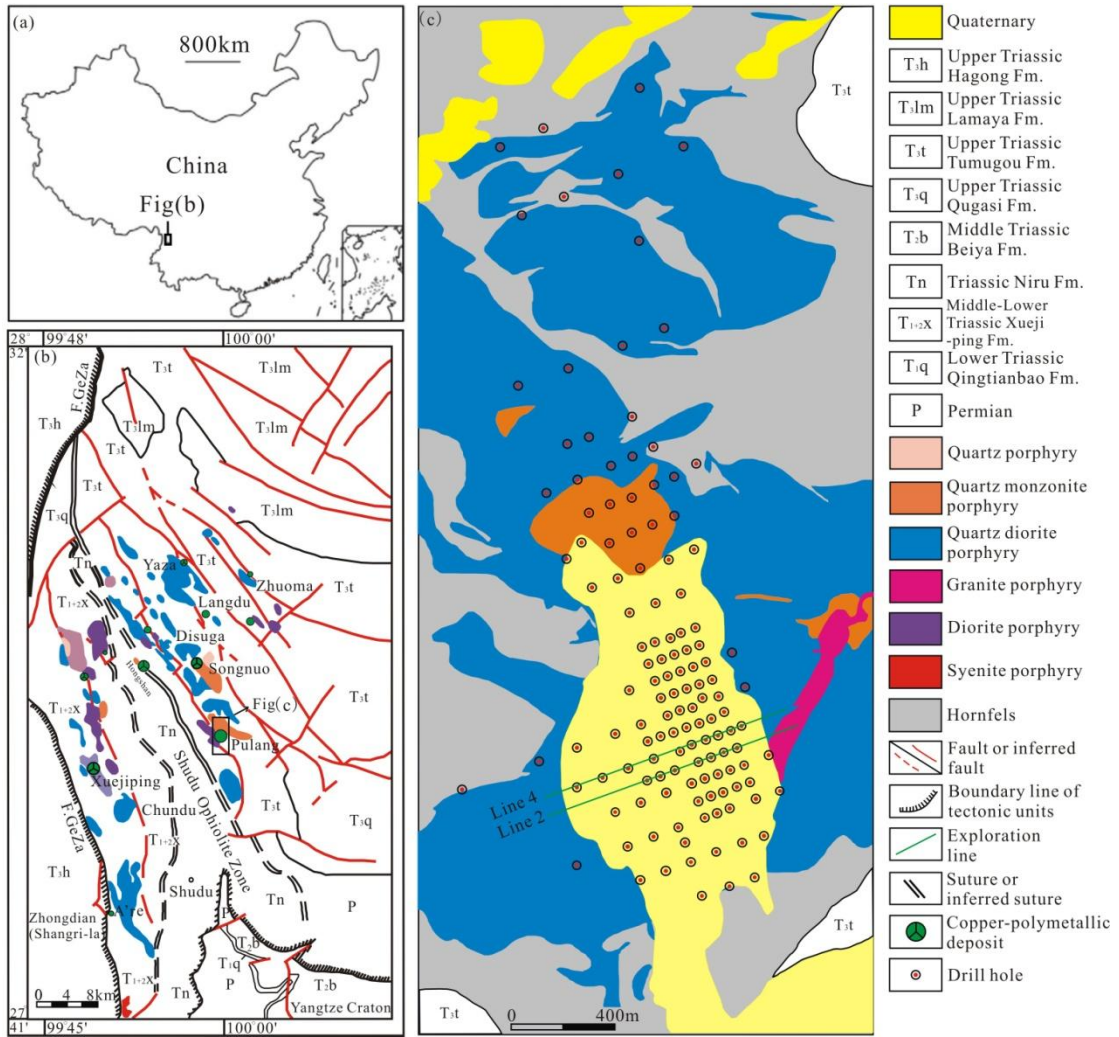 (a)
800km
China
Fig(b)
(b)
28° 99°48' 100°00'
32'
F.GeZa
T3h
T3t
T3lm
T3t
T3lm
T3lm
T3t
T3q
T3lm
Tn
Yaza
T3t
Zhuoma
T1+2x
Langdu
T3t
Disuga
Songnuo
Hongshan
Fig(c)
T3t
T1+2x
Tn
Pulang
Xuejiping
Shudu Ophiolite Zone
Chundu
T3t
T3q
F.GeZa
T1+2x
T3h
Shudu
Tn
P
Zhongdian
(Shangri-la)
A're
P
T2b
T1q
T1+2x
Tn
P
T2b
Yangtze Craton
0 4 8km
27°
41' 99°45' 100°00'
(c)
T3t
Line 4
Line 2
T3t
T3t
0 400m
Quaternary
T3h Upper Triassic
Hagong Fm.
T3lm Upper Triassic
Lamaya Fm.
T3t Upper Triassic
Tumugou Fm.
T3q Upper Triassic
Qugasi Fm.
T2b Middle Triassic
Beiya Fm.
Tn Triassic Niru Fm.
T1+2x Middle-Lower
Triassic Xueji
-ping Fm.
T1q Lower Triassic
Qingtianbao Fm.
P Permian
Quartz porphyry
Quartz monzonite
porphyry
Quartz diorite
porphyry
Granite porphyry
Diorite porphyry
Syenite porphyry
Hornfels
Fault or inferred
fault
Boundary line of
tectonic units
Exploration
line
Suture or
inferred suture
Copper-polymetallic
deposit
Drill hole